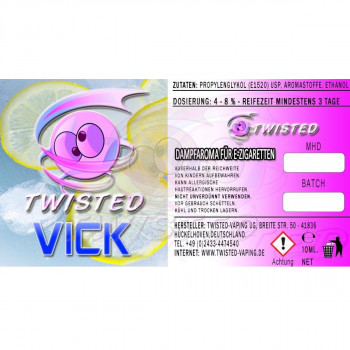 TWISTED
VICK
ZUTATEN: PROPYLENGLYKOL (E1520) USP, AROMASTOFFE, ETHANOL
DOSIERUNG: 4 - 8 % - REIFEZEIT MINDESTENS 3 TAGE
TWISTED
DAMPFAROMA FÜR E-ZIGARETTEN
MHD
AUSSERHALB DER REICHWEITE
VON KINDERN AUFBEWAHREN
KANN ALLERGISCHE
HAUTREAKTIONEN HERVORRUFEN.
NICHT UNVERDÜNNT VERWENDEN.
VOR GEBRAUCH SCHÜTTELN.
KÜHL UND TROCKEN LAGERN.
BATCH
HERSTELLER: TWISTED-VAPING UG, BREITE STR. 50 - 41836
HÜCKELHOVEN, DEUTSCHLAND.
TEL. +49 (0)2433-4474540
INTERNET: WWW.TWISTED-VAPING.DE
Achtung
10ML.
NET